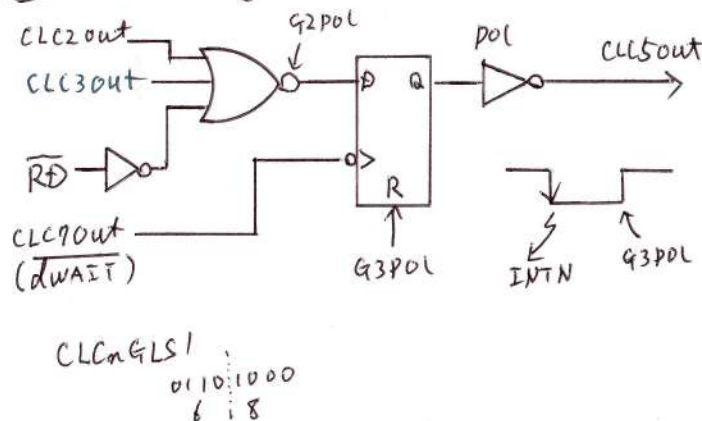 G2POL
POL
CLC2out
CLC3out
CLC5out
D
Q
RD
R
CLC7out
(dWAIT)
G3POL
INTN
G3POL
CLCnGLS1
0110 1000
6 8